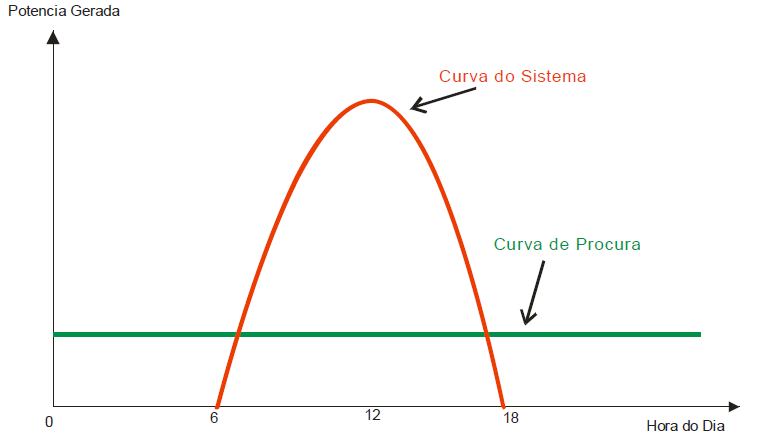 Potencia Gerada
Curva do Sistema
Curva de Procura
0
6
12
18
Hora do Dia